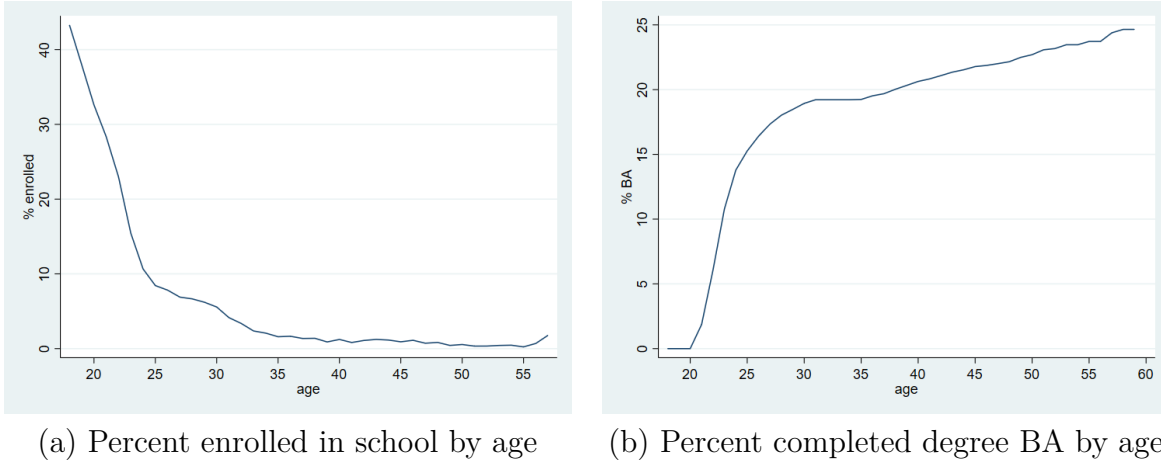 % enrolled
40
30
20
10
0
20 25 30 35 40 45 50 55
age
(a) Percent enrolled in school by age
% BA
25
20
15
10
5
0
20 25 30 35 40 45 50 55 60
age
(b) Percent completed degree BA by age